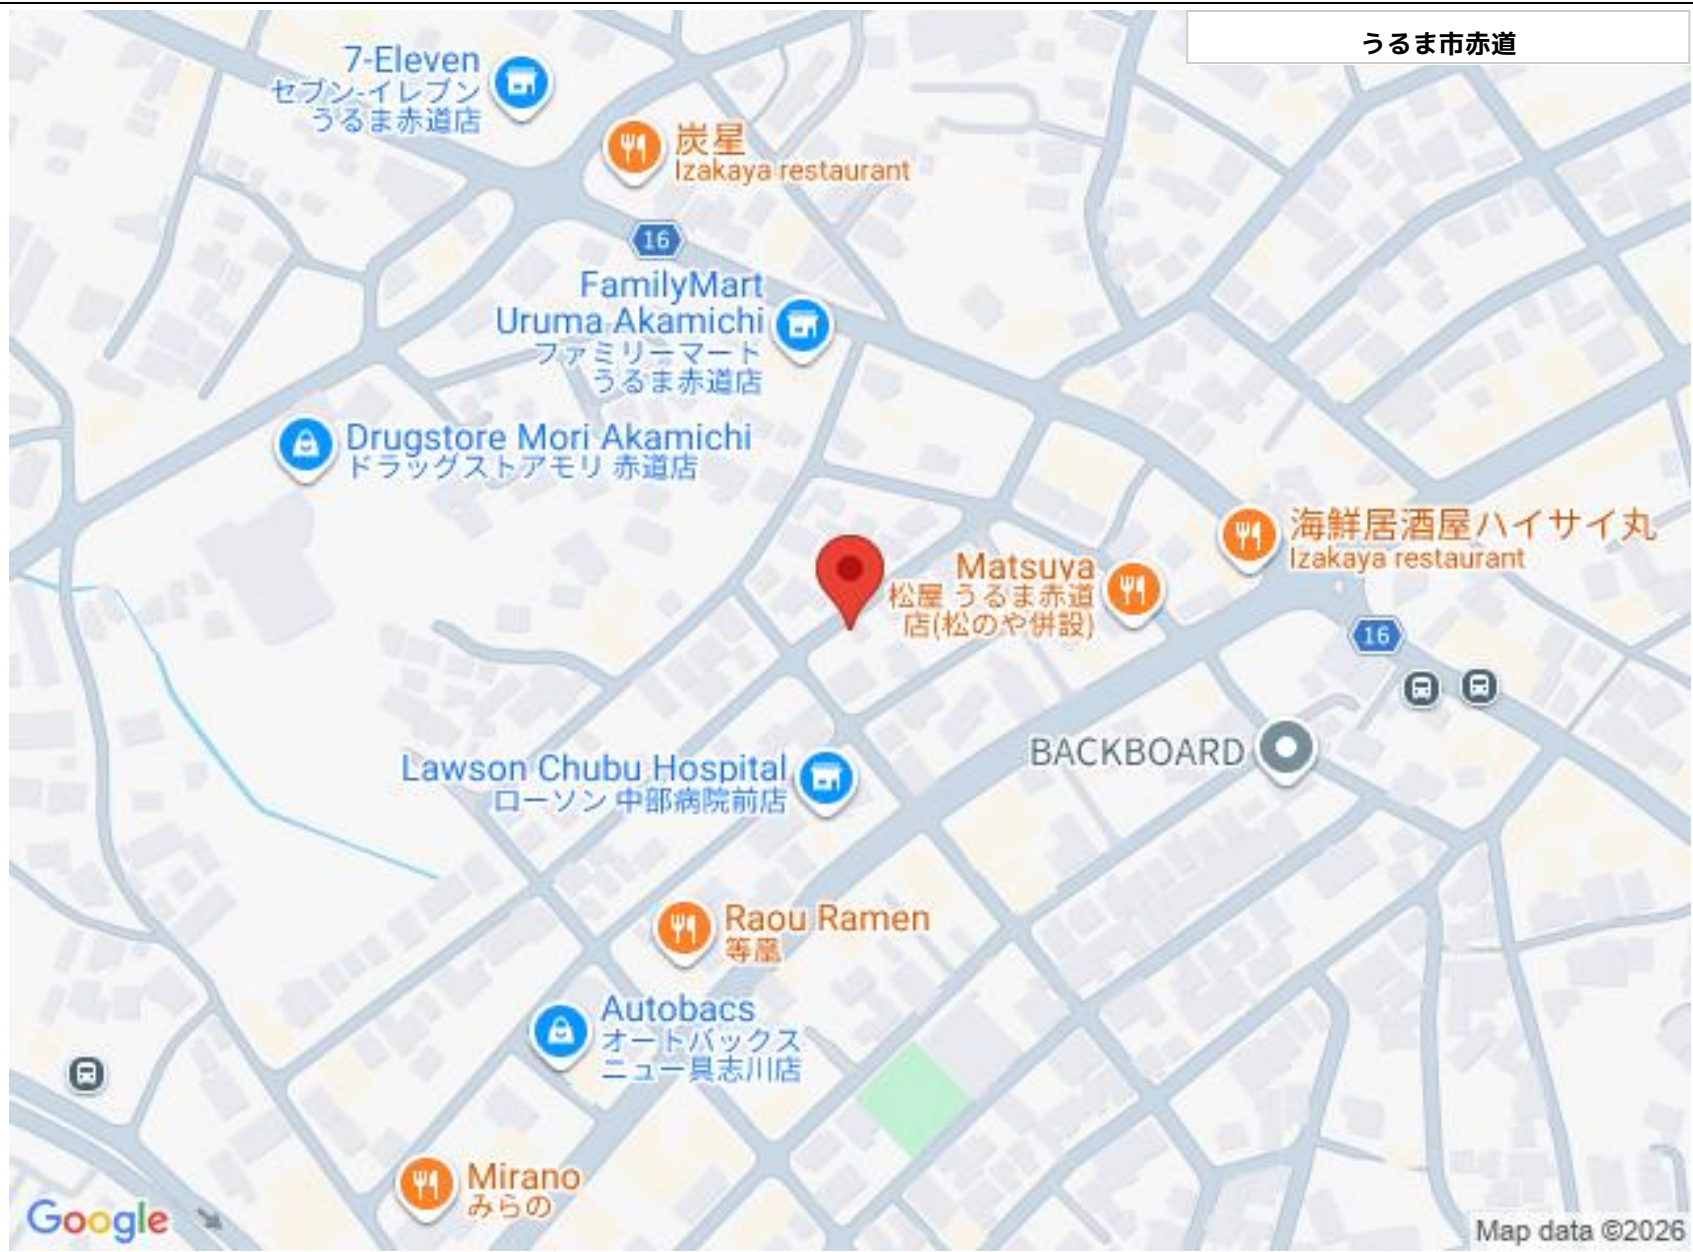 うるま市赤道
7-Eleven
セブン-イレブン
うるま赤道店
炭星
Izakaya restaurant
16
FamilyMart
Uruma Akamichi
ファミリーマート
うるま赤道店
Drugstore Mori Akamichi
ドラッグストアモリ 赤道店
海鮮居酒屋ハイサイ丸
Izakaya restaurant
Matsuya
松屋 うるま赤道
店(松のや併設)
16
BACKBOARD
Lawson Chubu Hospital
ローソン 中部病院前店
Raou Ramen
等凰
Autobacs
オートバックス
ニュー具志川店
Mirano
みらの
Google
Map data ©2026